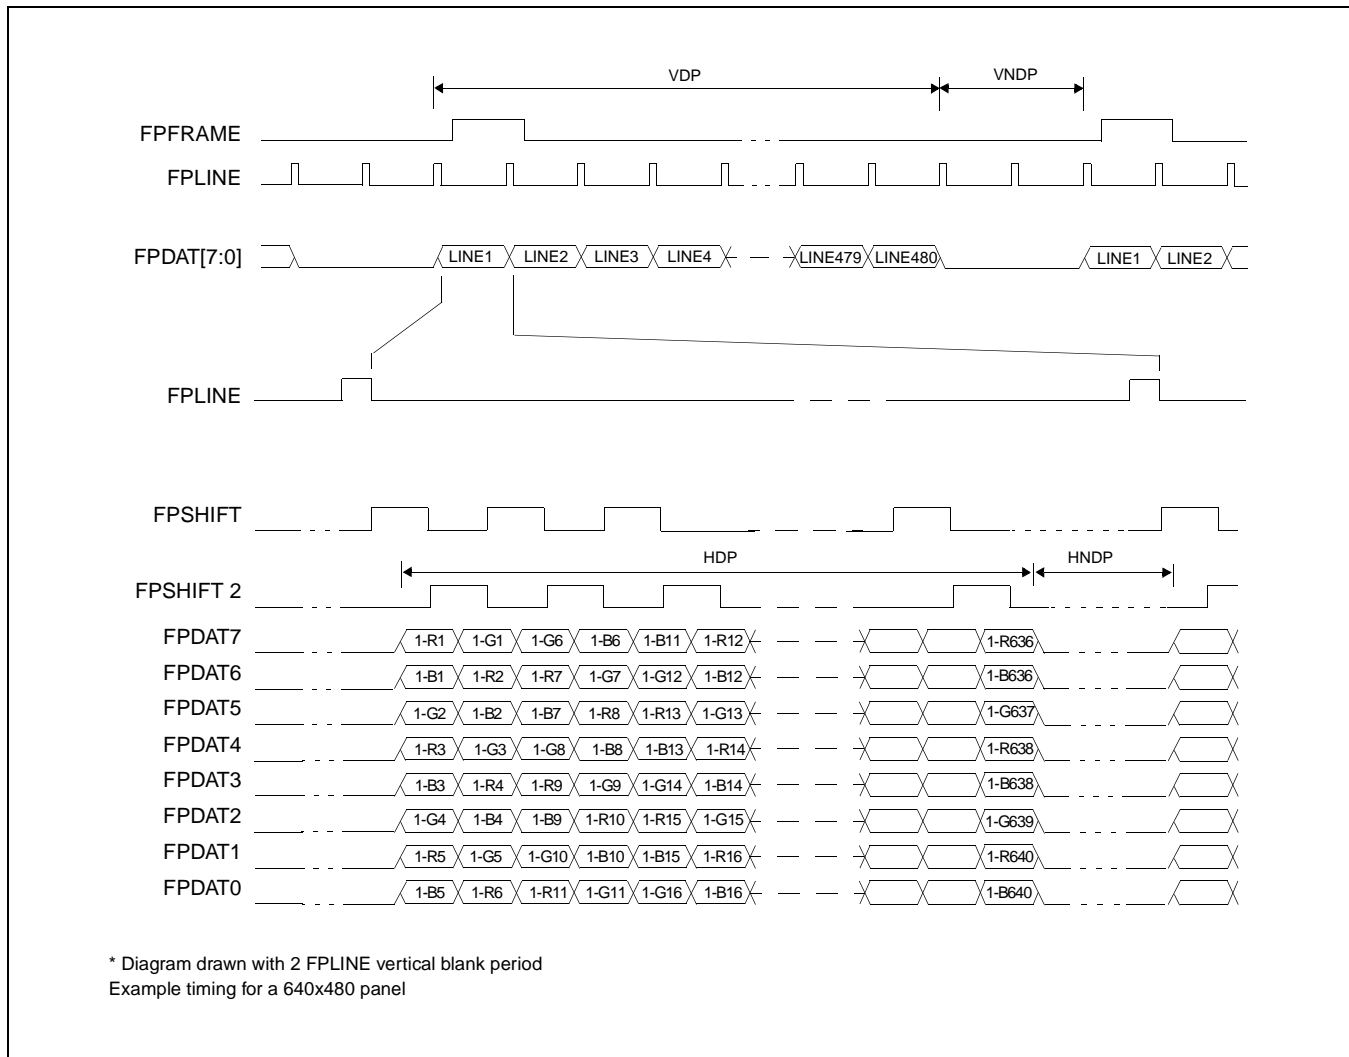 VDP VNDP
FPFRAME
FPLINE
FPDAT[7:0] LINE1 LINE2 LINE3 LINE4 LINE479 LINE480 LINE1 LINE2
FPLINE
FPSHIFT
HDP HNDP
FPSHIFT 2
FPDAT7 1-R1 1-G1 1-G6 1-B6 1-B11 1-R12 1-R636
FPDAT6 1-B1 1-R2 1-R7 1-G7 1-G12 1-B12 1-B636
FPDAT5 1-G2 1-B2 1-B7 1-R8 1-R13 1-G13 1-G637
FPDAT4 1-R3 1-G3 1-G8 1-B8 1-B13 1-R14 1-R638
FPDAT3 1-B3 1-R4 1-R9 1-G9 1-G14 1-B14 1-B638
FPDAT2 1-G4 1-B4 1-B9 1-R10 1-R15 1-G15 1-G639
FPDAT1 1-R5 1-G5 1-G10 1-B10 1-B15 1-R16 1-R640
FPDAT0 1-B5 1-R6 1-R11 1-G11 1-G16 1-B16 1-B640
* Diagram drawn with 2 FPLINE vertical blank period
Example timing for a 640x480 panel